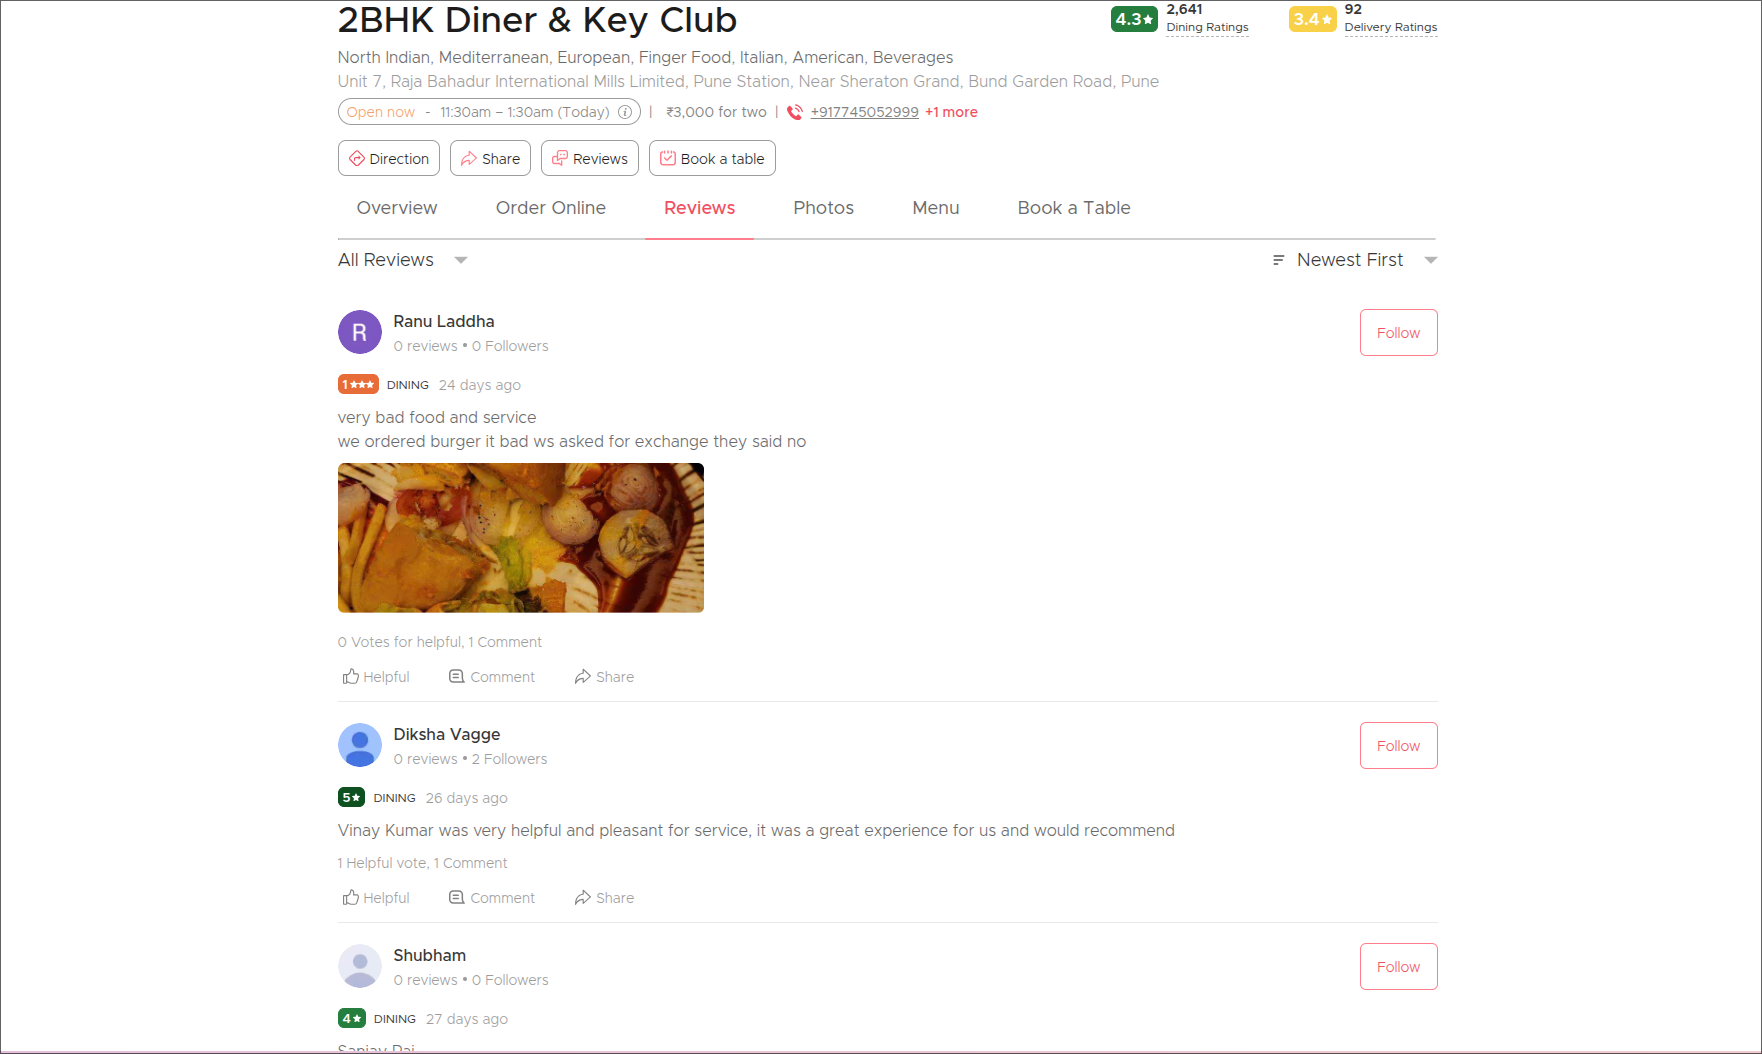 2BHK Diner & Key Club
4.3
2,641
Dining Ratings
3.4
92
Delivery Ratings
North Indian, Mediterranean, European, Finger Food, Italian, American, Beverages
Unit 7, Raja Bahadur International Mills Limited, Pune Station, Near Sheraton Grand, Bund Garden Road, Pune
Open now - 11:30am – 1:30am (Today) | ₹3,000 for two | +917745052999 +1 more
Direction Share Reviews Book a table
Overview Order Online Reviews Photos Menu Book a Table
All Reviews Newest First
R
Ranu Laddha
0 reviews • 0 Followers
Follow
1★★★ DINING 24 days ago
very bad food and service
we ordered burger it bad ws asked for exchange they said no
0 Votes for helpful, 1 Comment
Helpful Comment Share
Diksha Vagge
0 reviews • 2 Followers
Follow
5★ DINING 26 days ago
Vinay Kumar was very helpful and pleasant for service, it was a great experience for us and would recommend
1 Helpful vote, 1 Comment
Helpful Comment Share
Shubham
0 reviews • 0 Followers
Follow
4★ DINING 27 days ago